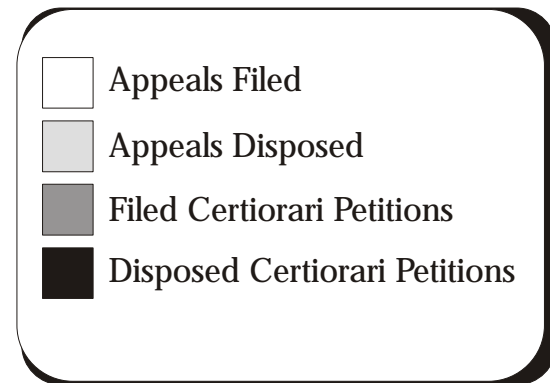 Appeals Filed
Appeals Disposed
Filed Certiorari Petitions
Disposed Certiorari Petitions